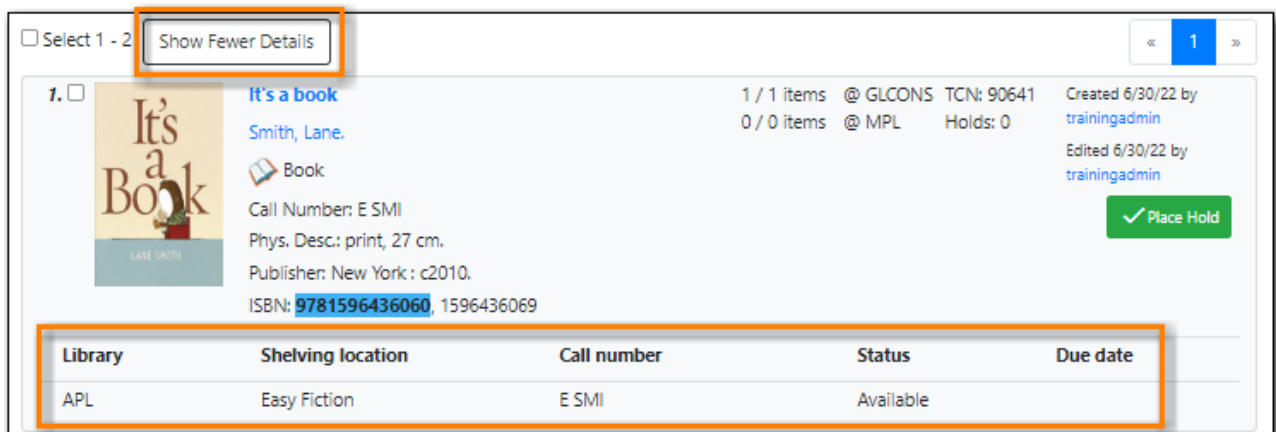 Select 1 - 2 Show Fewer Details « 1 »
1. It's a book 1 / 1 items @ GLCONS TCN: 90641 Created 6/30/22 by
Smith, Lane. 0 / 0 items @ MPL Holds: 0 trainingadmin
Book Edited 6/30/22 by
trainingadmin
Call Number: E SMI Place Hold
Phys. Desc.: print, 27 cm.
Publisher: New York : c2010.
ISBN: 9781596436060, 1596436069
It's
a
Book
LANE SMITH
Library Shelving location Call number Status Due date
APL Easy Fiction E SMI Available